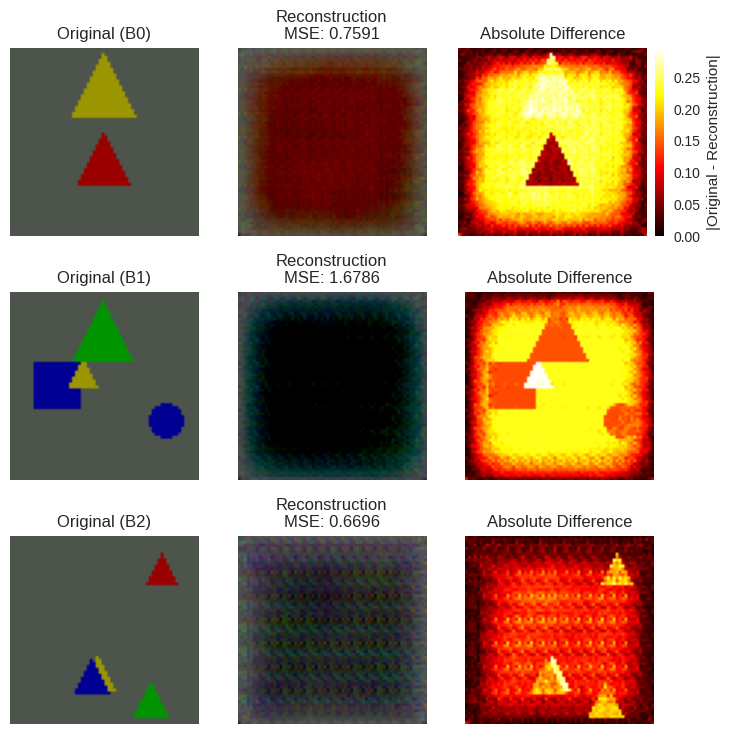 Original (B0)
Reconstruction
MSE: 0.7591
Absolute Difference
0.25
0.20
0.15
0.10
0.05
0.00
|Original - Reconstruction|
Original (B1)
Reconstruction
MSE: 1.6786
Absolute Difference
Original (B2)
Reconstruction
MSE: 0.6696
Absolute Difference